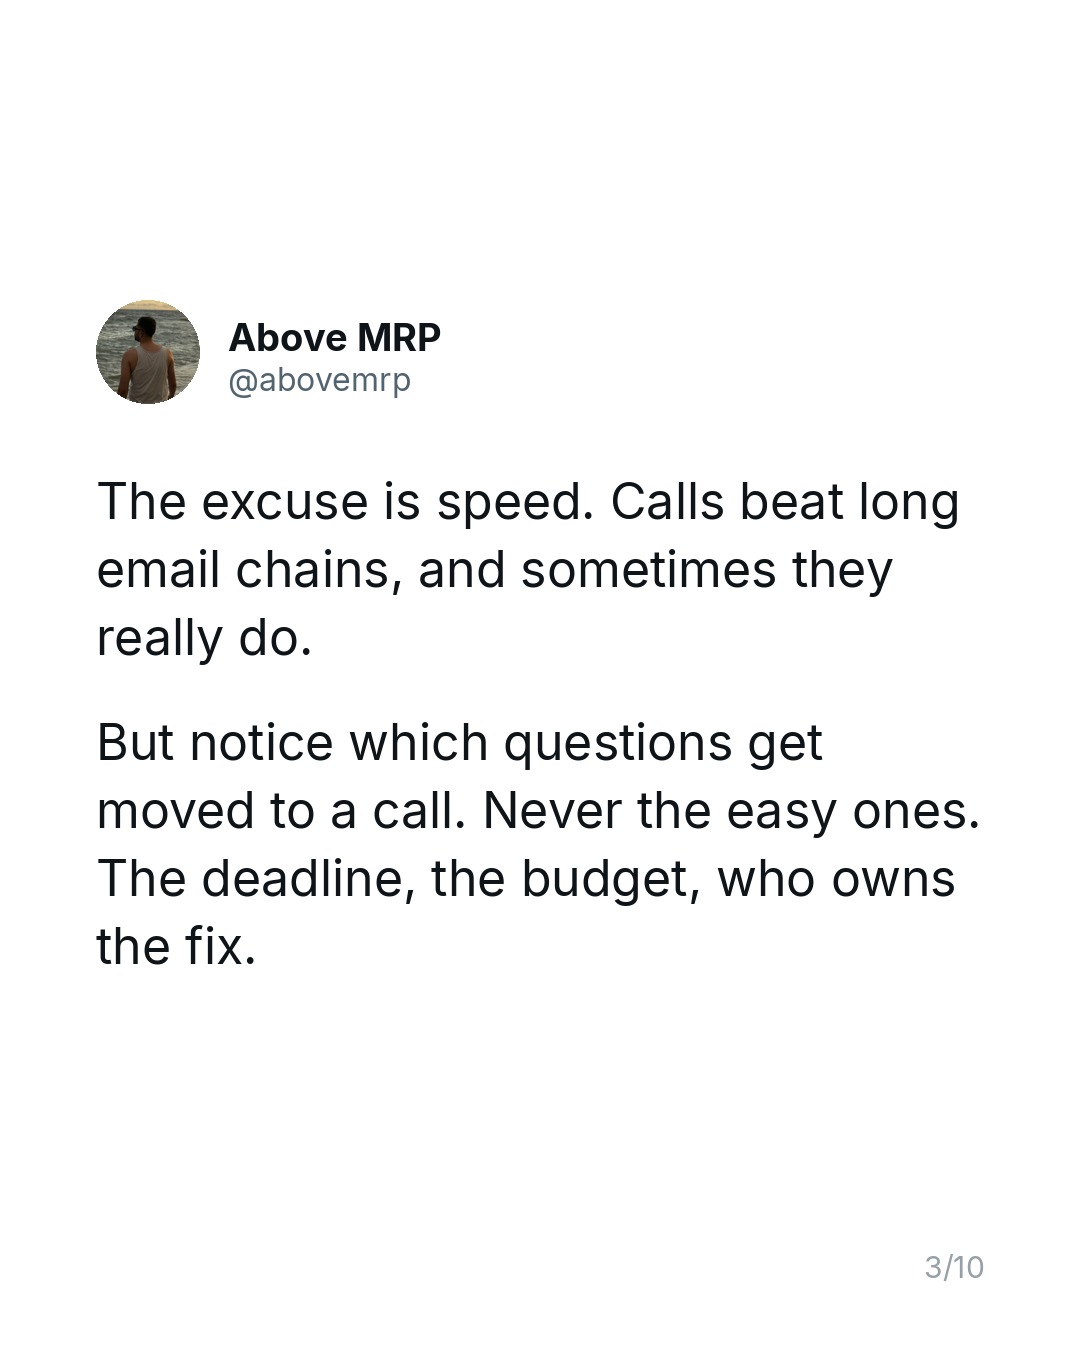 Above MRP
@abovemrp
The excuse is speed. Calls beat long
email chains, and sometimes they
really do.
But notice which questions get
moved to a call. Never the easy ones.
The deadline, the budget, who owns
the fix.
3/10